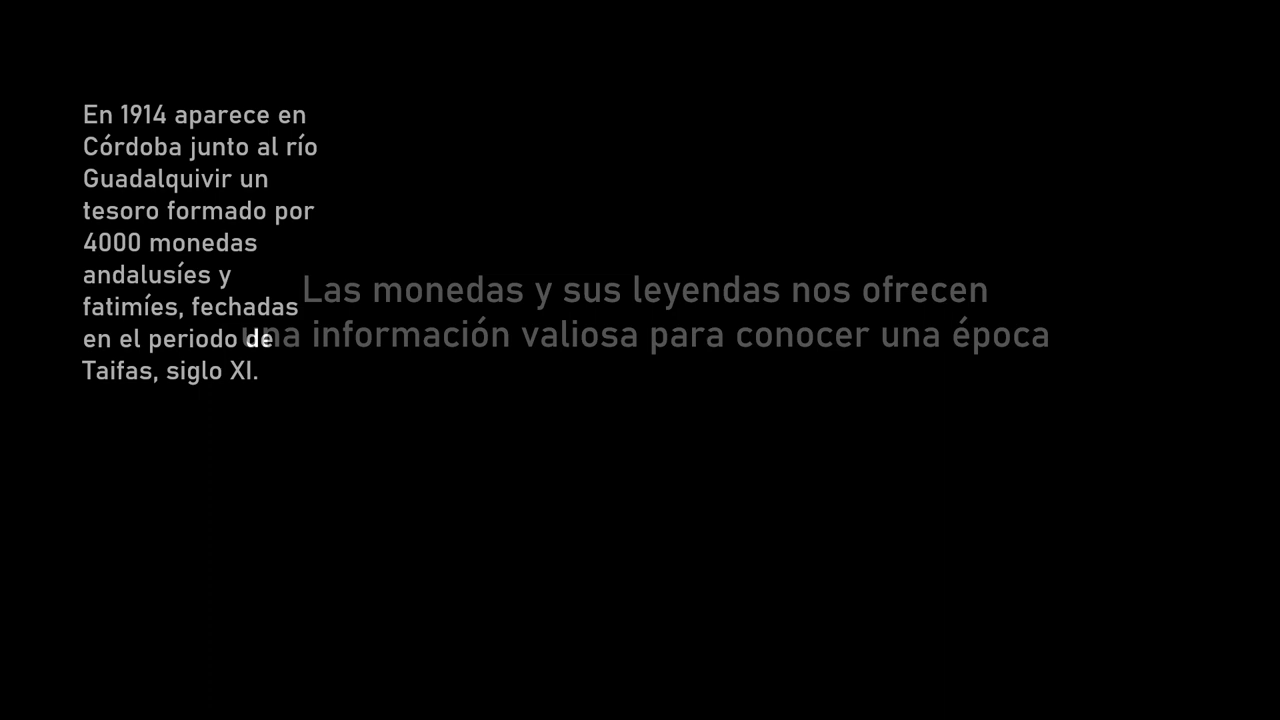 En 1914 aparece en
Córdoba junto al río
Guadalquivir un
tesoro formado por
4000 monedas
andalusíes y
fatimíes, fechadas
en el periodo de
Taifas, siglo XI.
Las monedas y sus leyendas nos ofrecen
una información valiosa para conocer una época